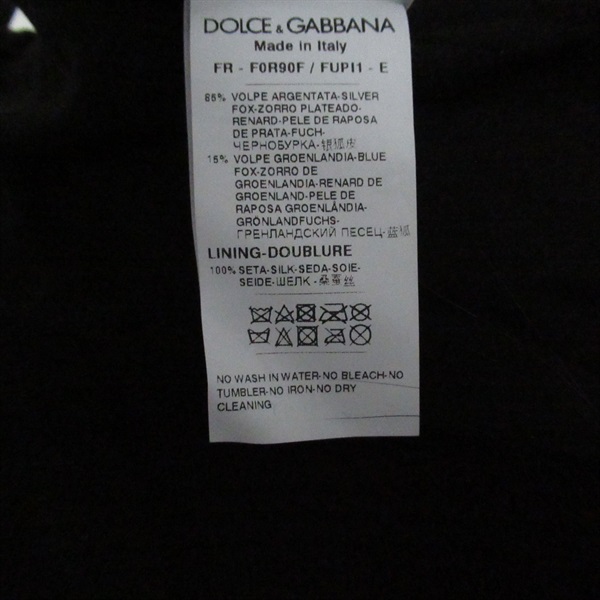 DOLCE & GABBANA
Made in Italy
FR - F0R90F / FUPI1 - E
85% VOLPE ARGENTATA-SILVER
FOX-ZORRO PLATEADO-
RENARD-PELE DE RAPOSA
DE PRATA-FUCH-
ЧЕРНОБУРКА-银狐皮
15% VOLPE GROENLANDIA-BLUE
FOX-ZORRO DE
GROENLANDIA-RENARD DE
GROENLAND-PELE DE
RAPOSA GROENLÂNDIA-
GRÖNLANDFUCHS-
ГРЕНЛАНДСКИЙ ПЕСЕЦ-蓝狐
LINING-DOUBLURE
100% SETA-SILK-SEDA-SOIE-
SEIDE-ШЕЛК-桑蚕丝
NO WASH IN WATER-NO BLEACH-NO
TUMBLER-NO IRON-NO DRY
CLEANING